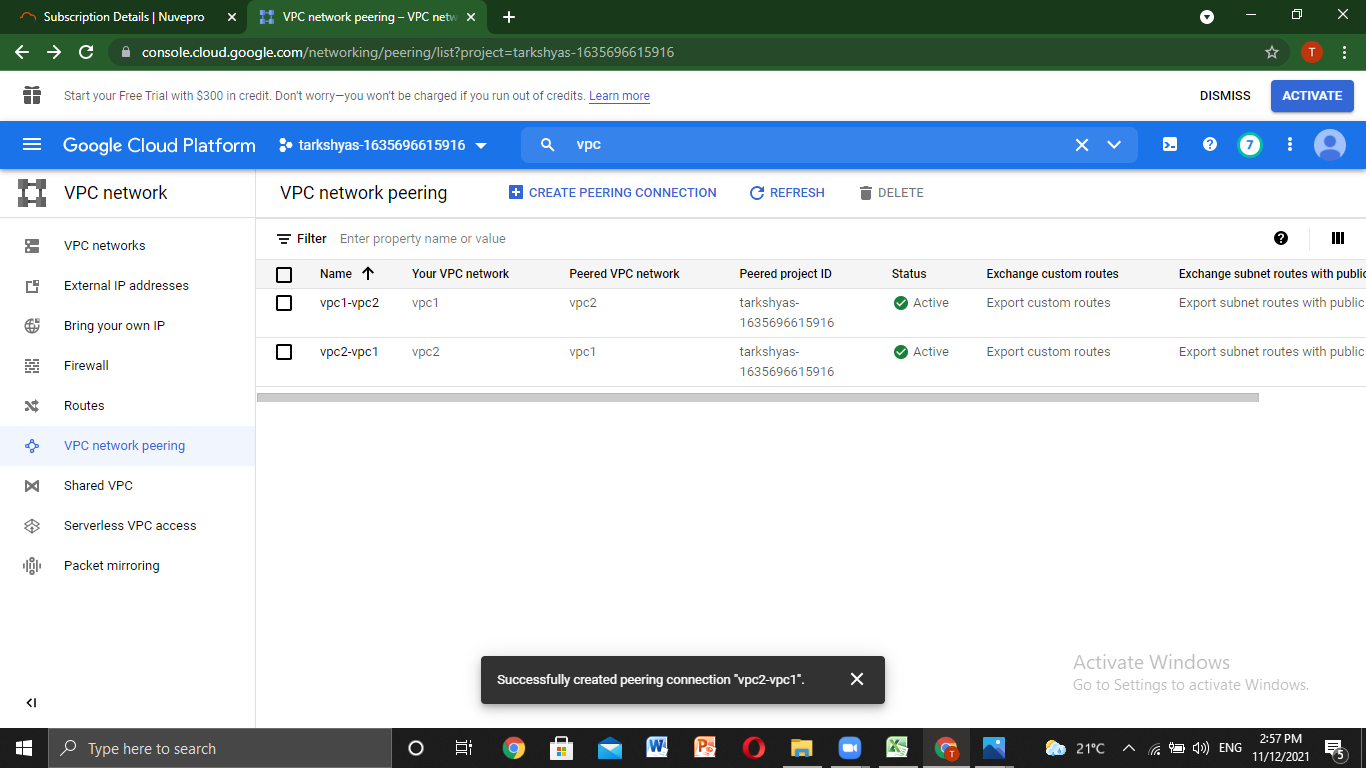 Subscription Details | Nuvepro
VPC network peering – VPC netw
console.cloud.google.com/networking/peering/list?project=tarkshyas-1635696615916
T
Start your Free Trial with $300 in credit. Don't worry—you won't be charged if you run out of credits. Learn more
DISMISS
ACTIVATE
Google Cloud Platform
tarkshyas-1635696615916
vpc
7
VPC network
VPC networks
External IP addresses
Bring your own IP
Firewall
Routes
VPC network peering
Shared VPC
Serverless VPC access
Packet mirroring
VPC network peering
CREATE PEERING CONNECTION
REFRESH
DELETE
Filter
Enter property name or value
Name Your VPC network Peered VPC network Peered project ID Status Exchange custom routes Exchange subnet routes with public
vpc1-vpc2 vpc1 vpc2 tarkshyas- Active Export custom routes Export subnet routes with public
1635696615916
vpc2-vpc1 vpc2 vpc1 tarkshyas- Active Export custom routes Export subnet routes with public
1635696615916
Successfully created peering connection "vpc2-vpc1".
Activate Windows
Go to Settings to activate Windows.
Type here to search
21°C
ENG
2:57 PM
11/12/2021
5